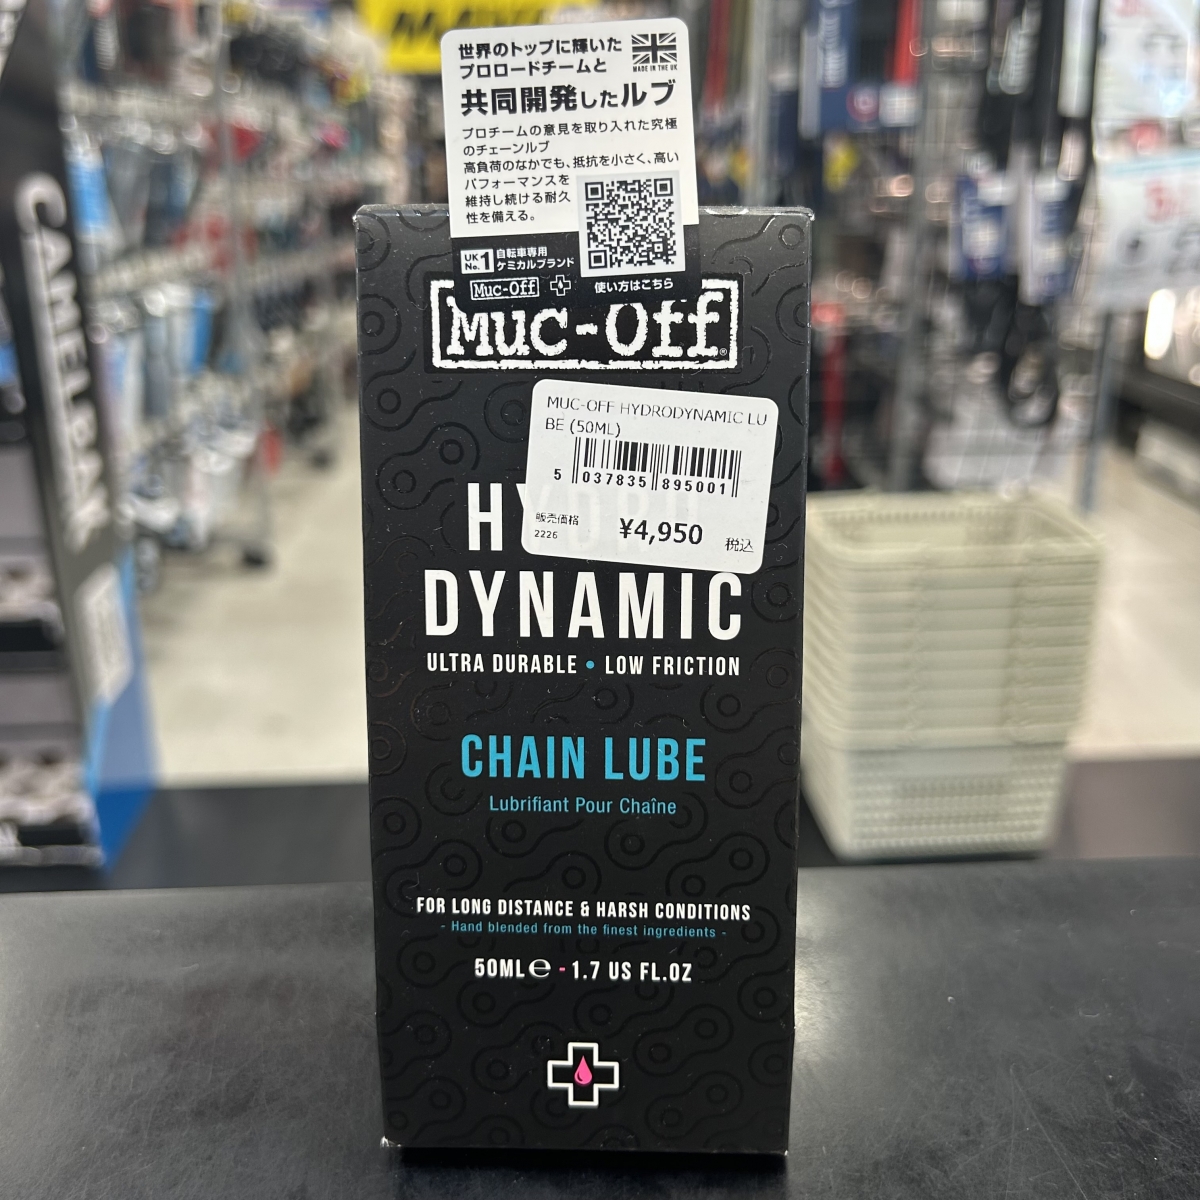 世界のトップに輝いた
プロロードチームと
共同開発したルブ
MADE IN THE UK
プロチームの意見を取り入れた究極
のチェーンルブ
高負荷のなかでも、抵抗を小さく、高い
パフォーマンスを
維持し続ける耐久
性を備える。
UK No.1 自転車専用
ケミカルブランド
Muc-Off
使い方はこちら
Muc-Off®
MUC-OFF HYDRODYNAMIC LU
BE (50ML)
5 037835 895001
販売価格
2226
¥4,950 税込
HYDRO
DYNAMIC
ULTRA DURABLE • LOW FRICTION
CHAIN LUBE
Lubrifiant Pour Chaîne
FOR LONG DISTANCE & HARSH CONDITIONS
- Hand blended from the finest ingredients -
50ML℮ - 1.7 US FL.OZ
CAMELBAK